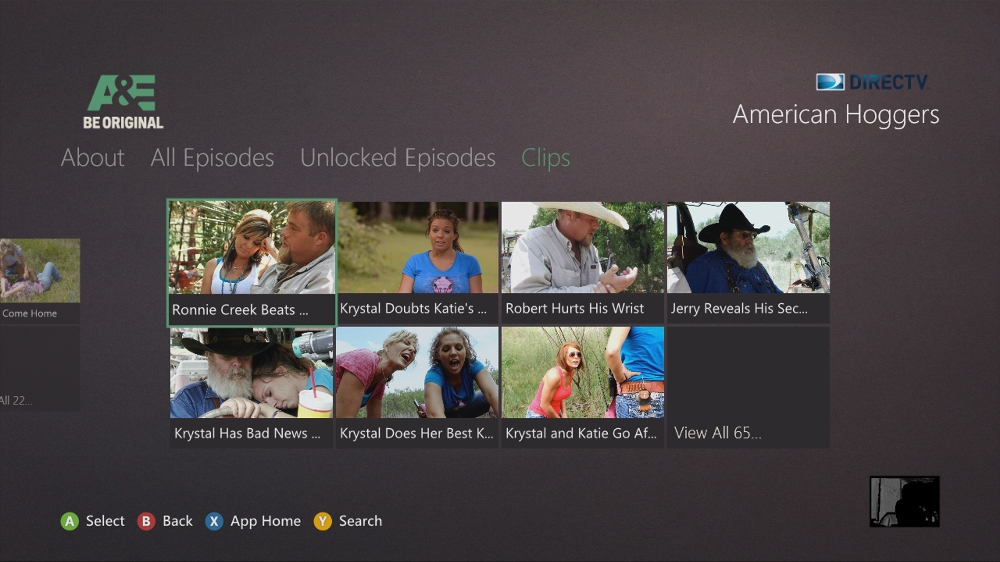 A&E
BE ORIGINAL
DIRECTV
American Hoggers
About All Episodes Unlocked Episodes Clips
Come Home
All 22...
Ronnie Creek Beats ...
Krystal Doubts Katie's ...
Robert Hurts His Wrist
Jerry Reveals His Sec...
Krystal Has Bad News ...
Krystal Does Her Best K...
Krystal and Katie Go Af...
View All 65...
A Select B Back X App Home Y Search